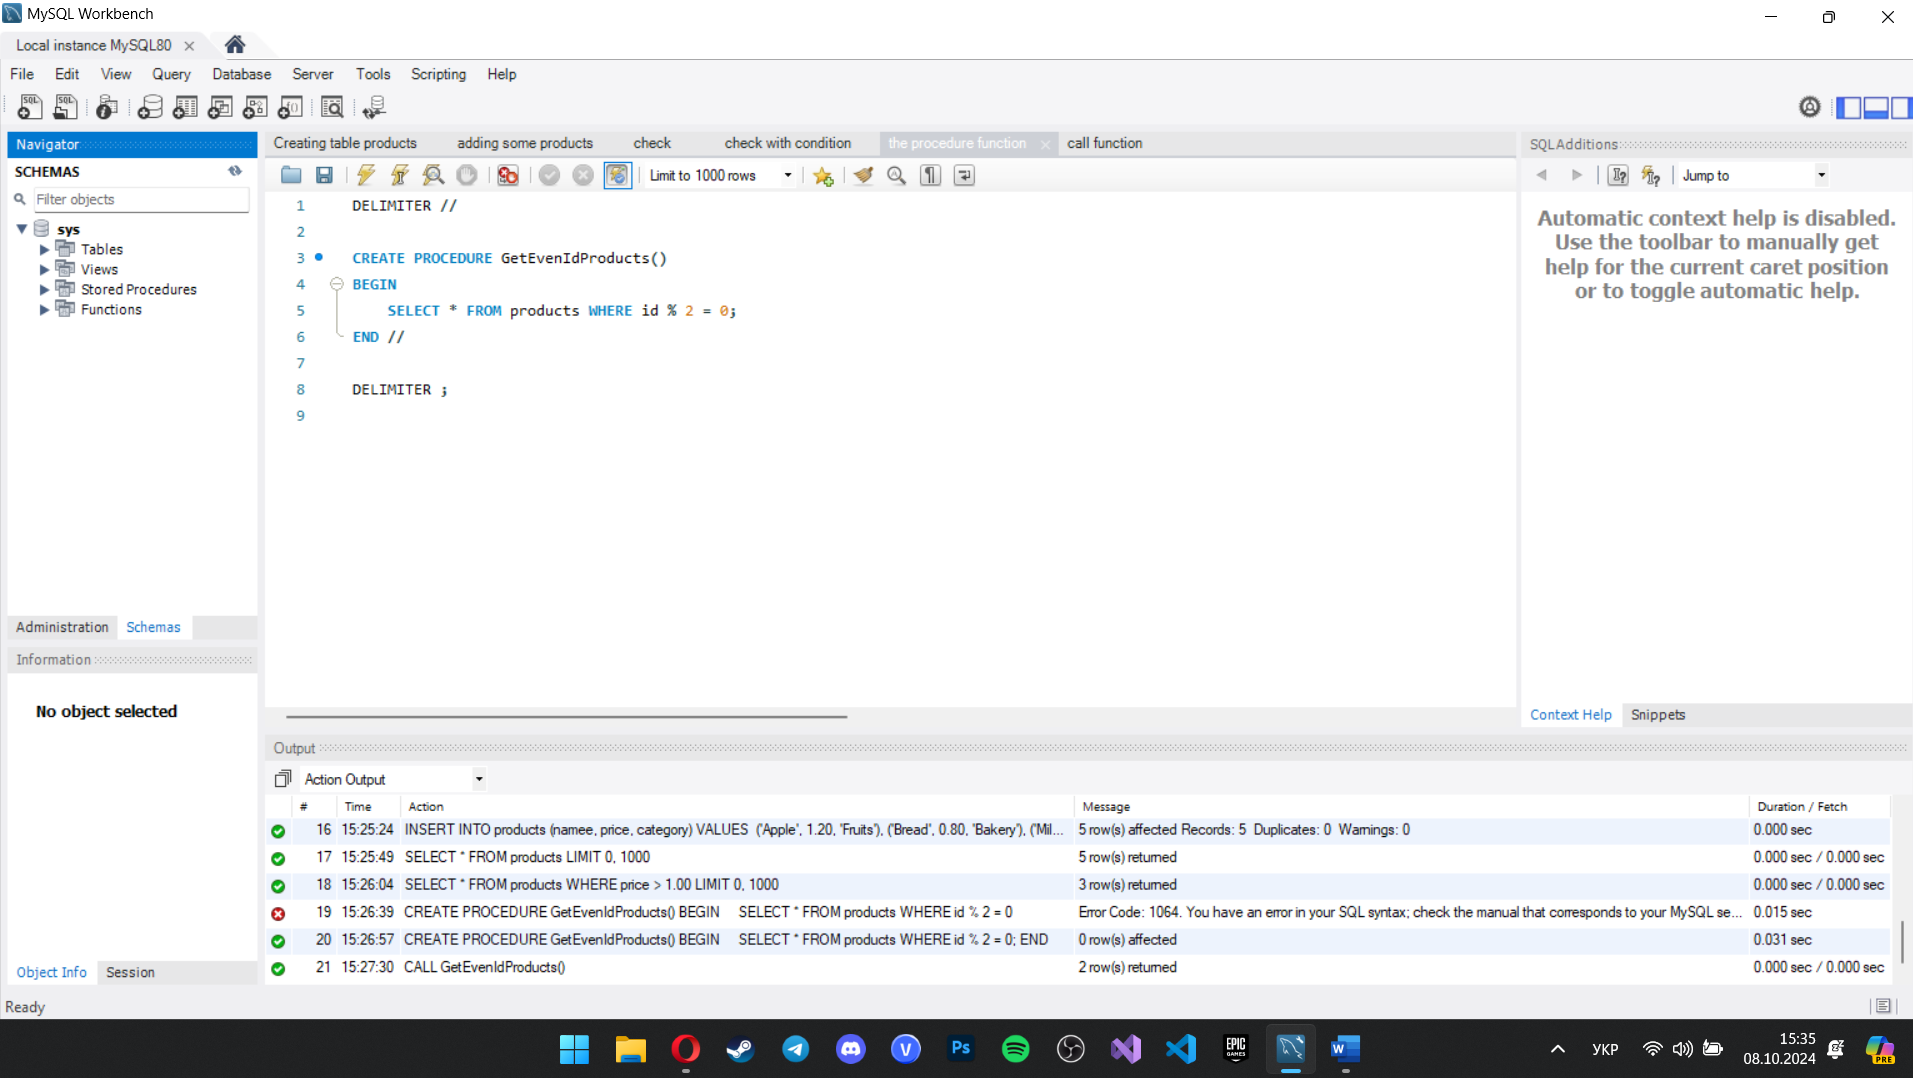 MySQL Workbench
Local instance MySQL80
File Edit View Query Database Server Tools Scripting Help
Navigator
SCHEMAS
Filter objects
sys
Tables
Views
Stored Procedures
Functions
Administration Schemas
Information
No object selected
Object Info Session
Ready
Creating table products adding some products check check with condition the procedure function call function
Limit to 1000 rows
1 DELIMITER //
2
3 CREATE PROCEDURE GetEvenIdProducts()
4 BEGIN
5 SELECT * FROM products WHERE id % 2 = 0;
6 END //
7
8 DELIMITER ;
9
SQLAdditions
Jump to
Automatic context help is disabled.
Use the toolbar to manually get
help for the current caret position
or to toggle automatic help.
Context Help Snippets
Output
Action Output
# Time Action Message Duration / Fetch
16 15:25:24 INSERT INTO products (namee, price, category) VALUES ('Apple', 1.20, 'Fruits'), ('Bread', 0.80, 'Bakery'), ('Mil... 5 row(s) affected Records: 5 Duplicates: 0 Warnings: 0 0.000 sec
17 15:25:49 SELECT * FROM products LIMIT 0, 1000 5 row(s) returned 0.000 sec / 0.000 sec
18 15:26:04 SELECT * FROM products WHERE price > 1.00 LIMIT 0, 1000 3 row(s) returned 0.000 sec / 0.000 sec
19 15:26:39 CREATE PROCEDURE GetEvenIdProducts() BEGIN SELECT * FROM products WHERE id % 2 = 0 Error Code: 1064. You have an error in your SQL syntax; check the manual that corresponds to your MySQL se... 0.015 sec
20 15:26:57 CREATE PROCEDURE GetEvenIdProducts() BEGIN SELECT * FROM products WHERE id % 2 = 0; END 0 row(s) affected 0.031 sec
21 15:27:30 CALL GetEvenIdProducts() 2 row(s) returned 0.000 sec / 0.000 sec
УКР
15:35
08.10.2024